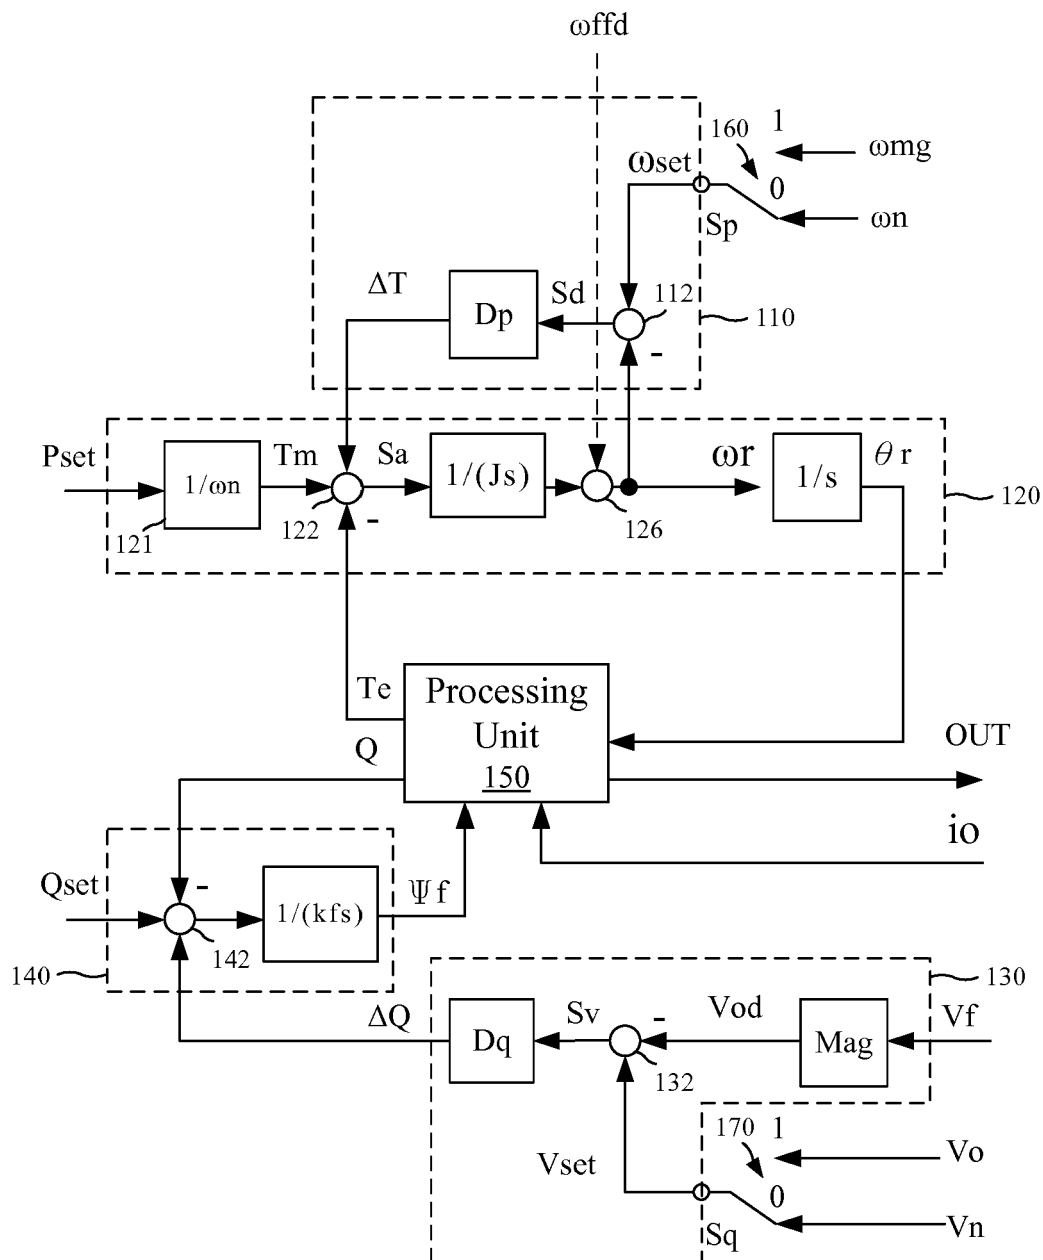 ωffd
160
1
ωmg
ωset
0
Sp
ωn
ΔT
Dp
Sd
112
110
-
Pset
1/ωn
Tm
Sa
1/(Js)
ωr
1/s
θr
121
122
-
126
120
Te
Processing
Unit
150
Q
OUT
io
Qset
-
1/(kfs)
Ψf
142
140
130
ΔQ
Dq
Sv
-
Vod
Mag
Vf
132
170
1
Vo
Vset
0
Sq
Vn